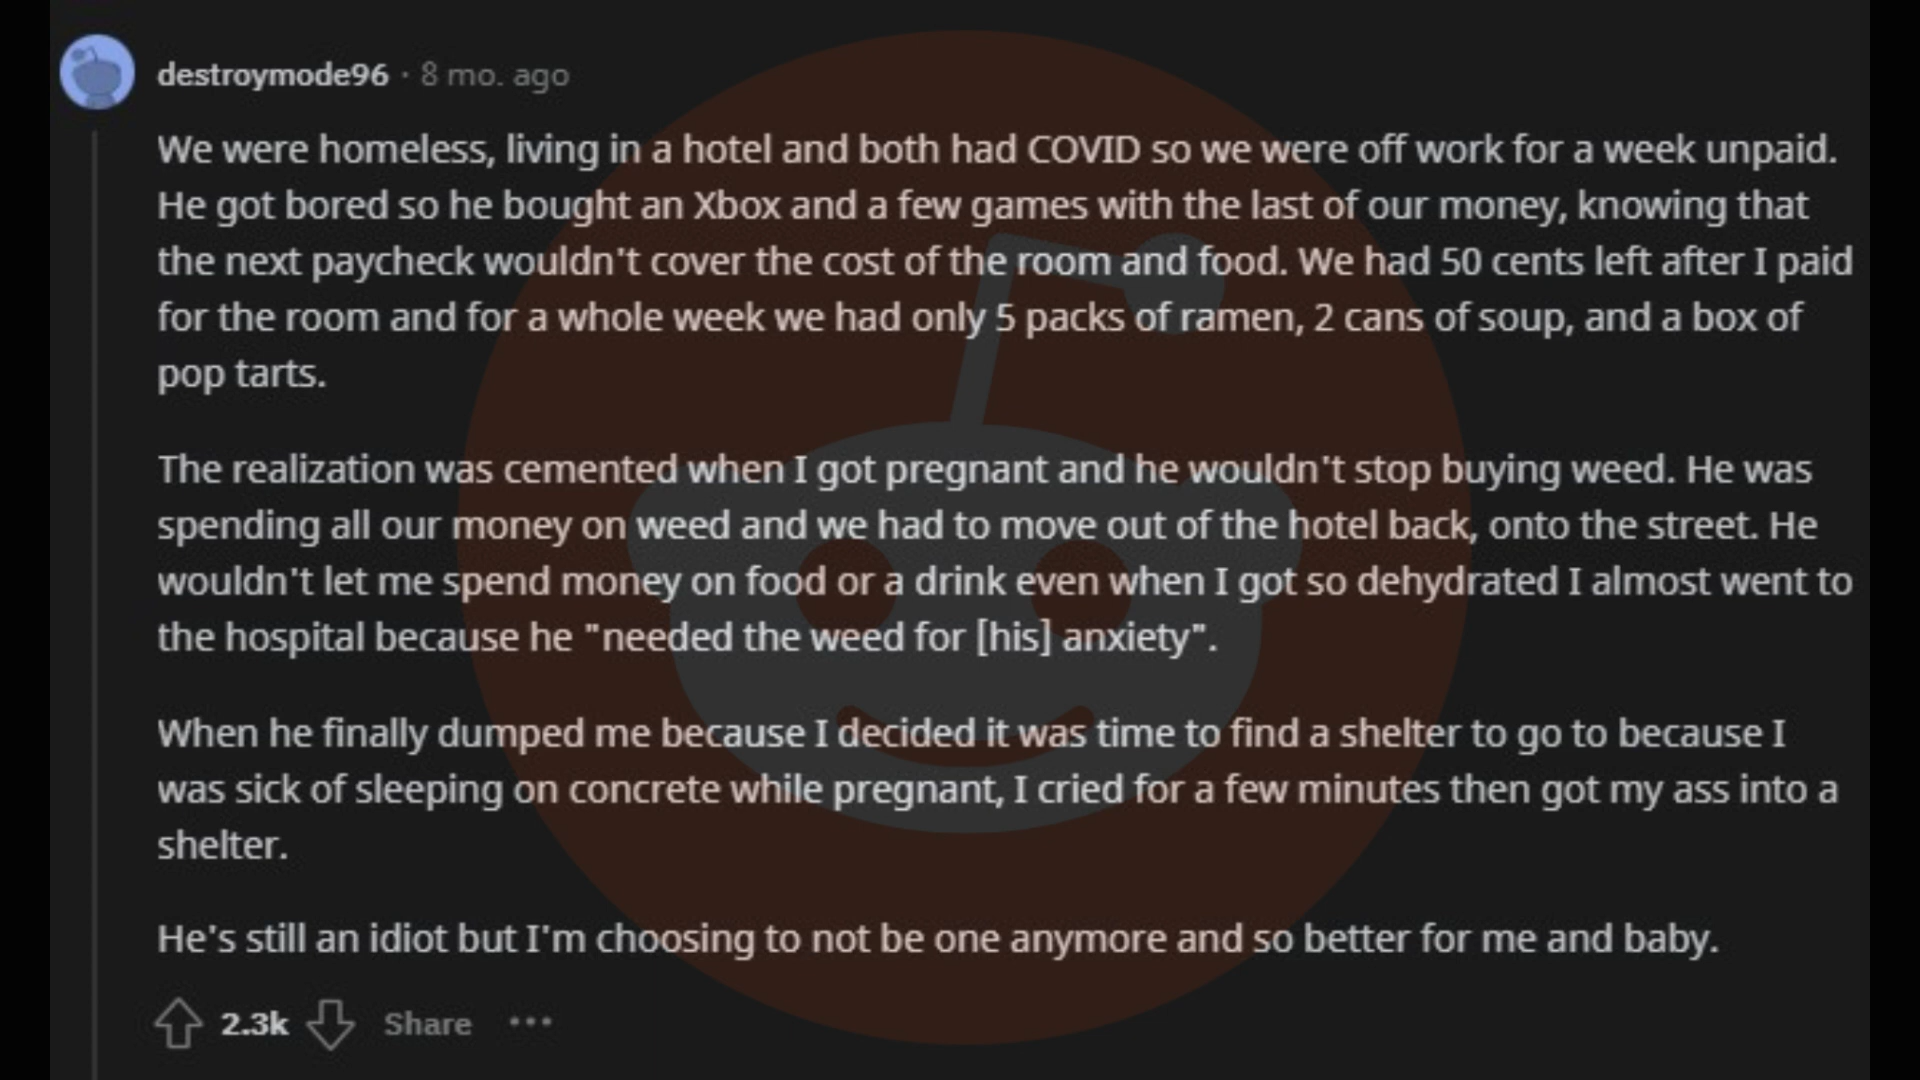 destroymode96 · 8 mo. ago
We were homeless, living in a hotel and both had COVID so we were off work for a week unpaid.
He got bored so he bought an Xbox and a few games with the last of our money, knowing that
the next paycheck wouldn't cover the cost of the room and food. We had 50 cents left after I paid
for the room and for a whole week we had only 5 packs of ramen, 2 cans of soup, and a box of
pop tarts.
The realization was cemented when I got pregnant and he wouldn't stop buying weed. He was
spending all our money on weed and we had to move out of the hotel back, onto the street. He
wouldn't let me spend money on food or a drink even when I got so dehydrated I almost went to
the hospital because he "needed the weed for [his] anxiety".
When he finally dumped me because I decided it was time to find a shelter to go to because I
was sick of sleeping on concrete while pregnant, I cried for a few minutes then got my ass into a
shelter.
He's still an idiot but I'm choosing to not be one anymore and so better for me and baby.
2.3k Share ···